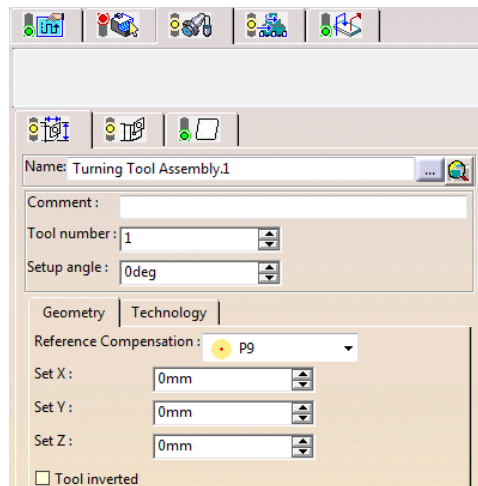 Name: Turning Tool Assembly.1 ...
Comment :
Tool number : 1
Setup angle : 0deg
Geometry Technology
Reference Compensation : P9
Set X : 0mm
Set Y : 0mm
Set Z : 0mm
Tool inverted